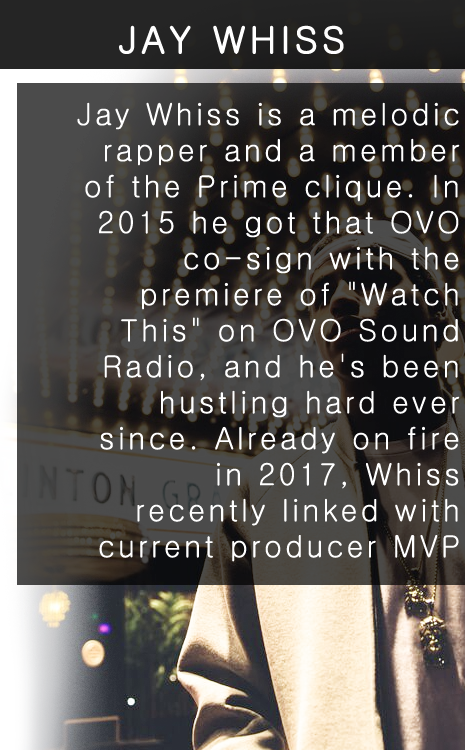 JAY WHISS
Jay Whiss is a melodic
rapper and a member
of the Prime clique. In
2015 he got that OVO
co-sign with the
premiere of "Watch
This" on OVO Sound
Radio, and he's been
hustling hard ever
since. Already on fire
in 2017, Whiss
recently linked with
current producer MVP